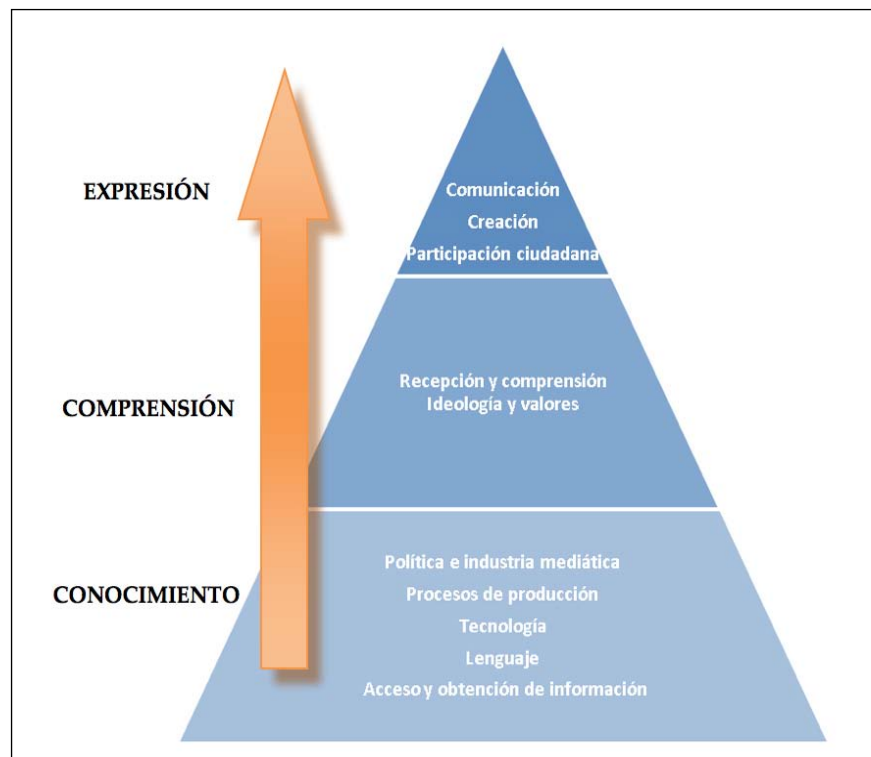 EXPRESIÓN
Comunicación
Creación
Participación ciudadana
COMPRENSIÓN
Recepción y comprensión
Ideología y valores
CONOCIMIENTO
Política e industria mediática
Procesos de producción
Tecnología
Lenguaje
Acceso y obtención de información